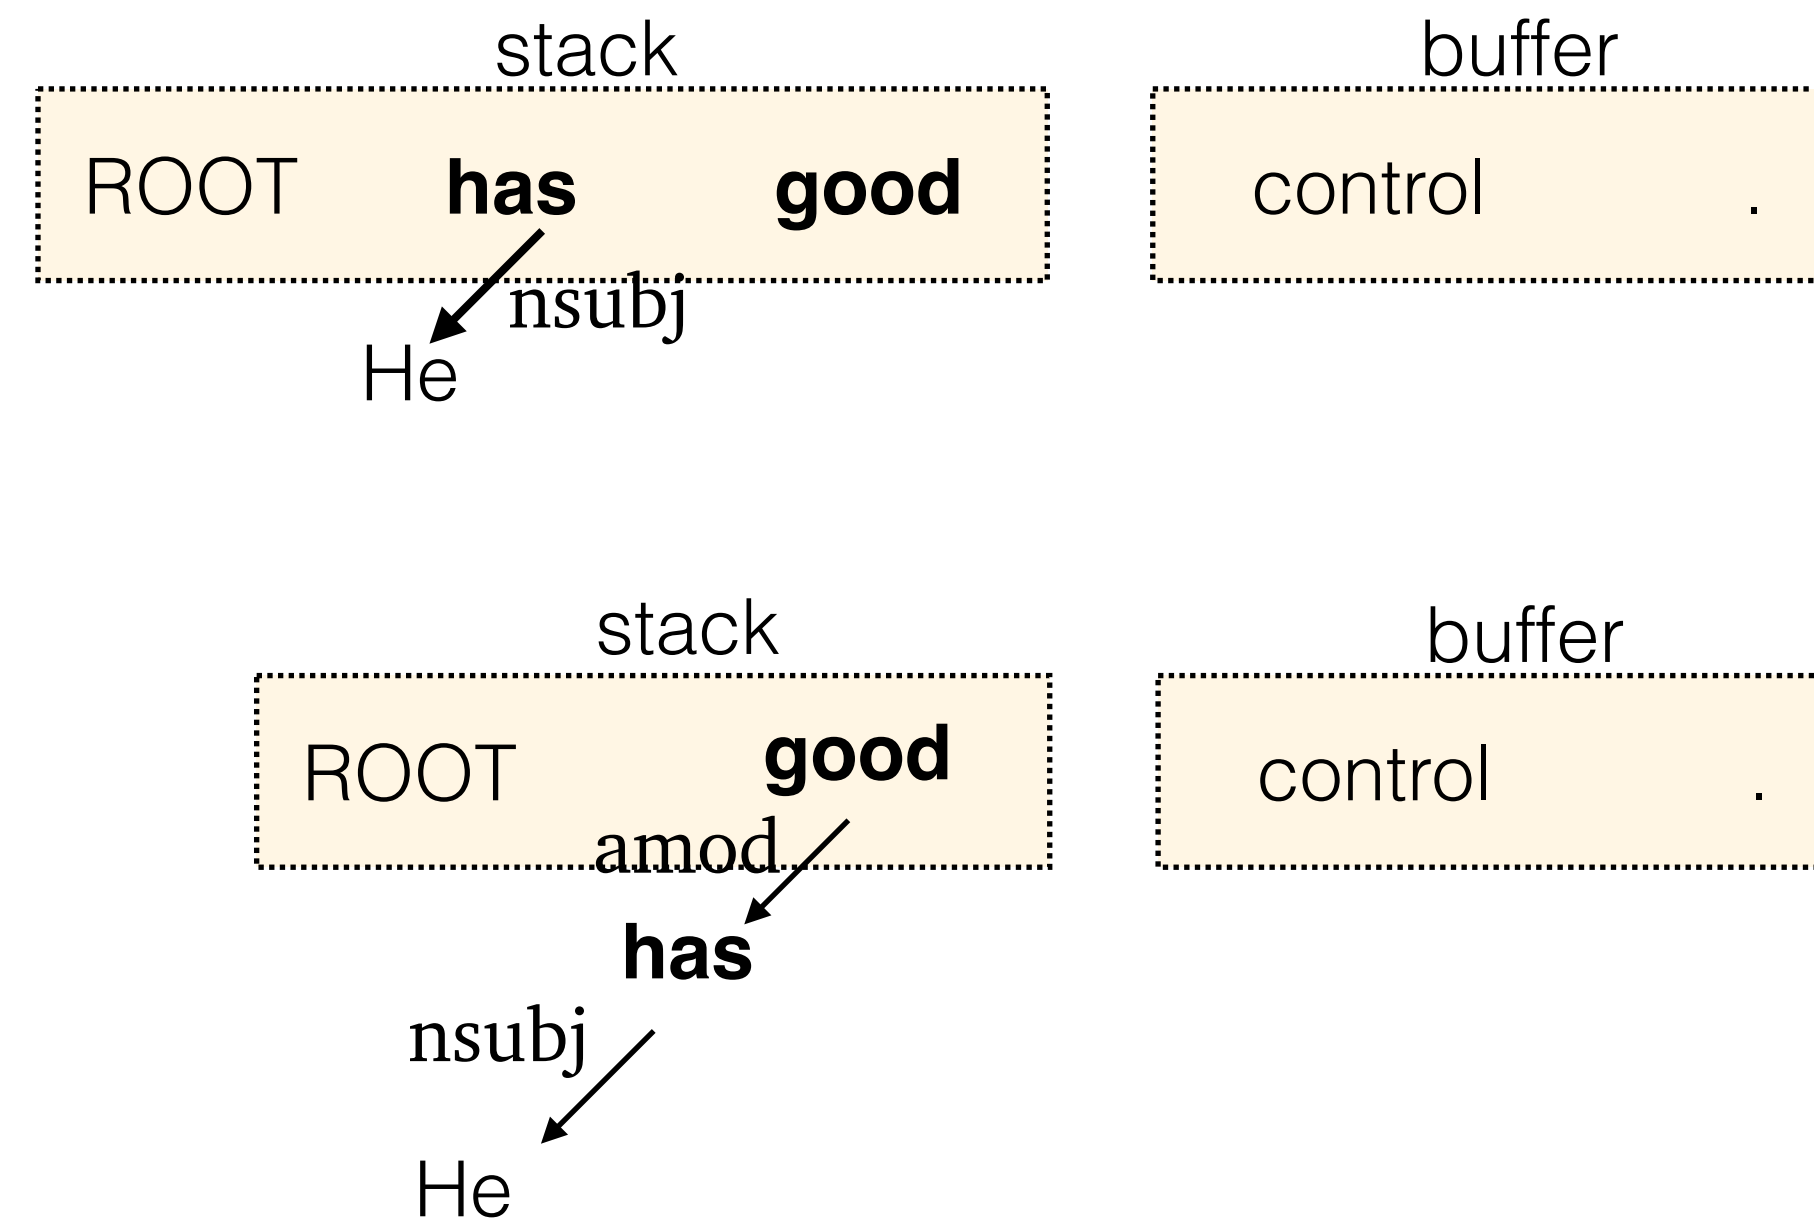 stack buffer
ROOT has good control .
nsubj
He
stack buffer
ROOT good control .
amod
has
nsubj
He